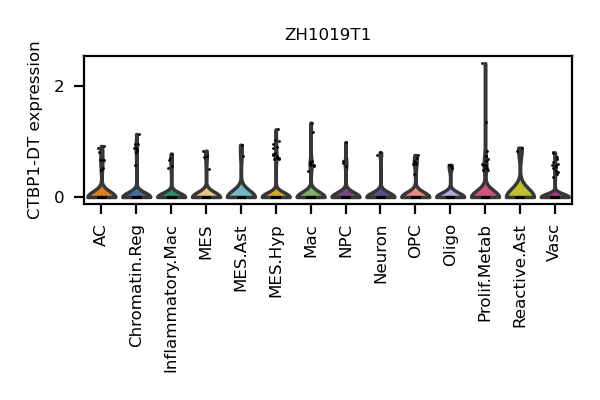 ZH1019T1
CTBP1-DT expression
2
0
AC
Chromatin.Reg
Inflammatory.Mac
MES
MES.Ast
MES.Hyp
Mac
NPC
Neuron
OPC
Oligo
Prolif.Metab
Reactive.Ast
Vasc